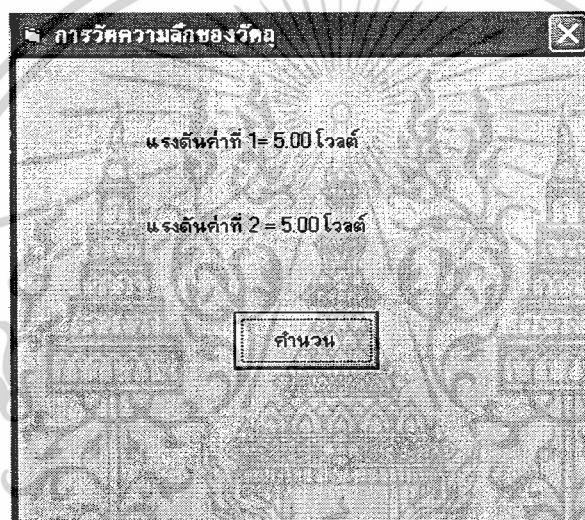 การวัดความลึกของวัตถุ
แรงดันค่าที่ 1= 5.00 โวลต์
แรงดันค่าที่ 2 = 5.00 โวลต์
คำนวน